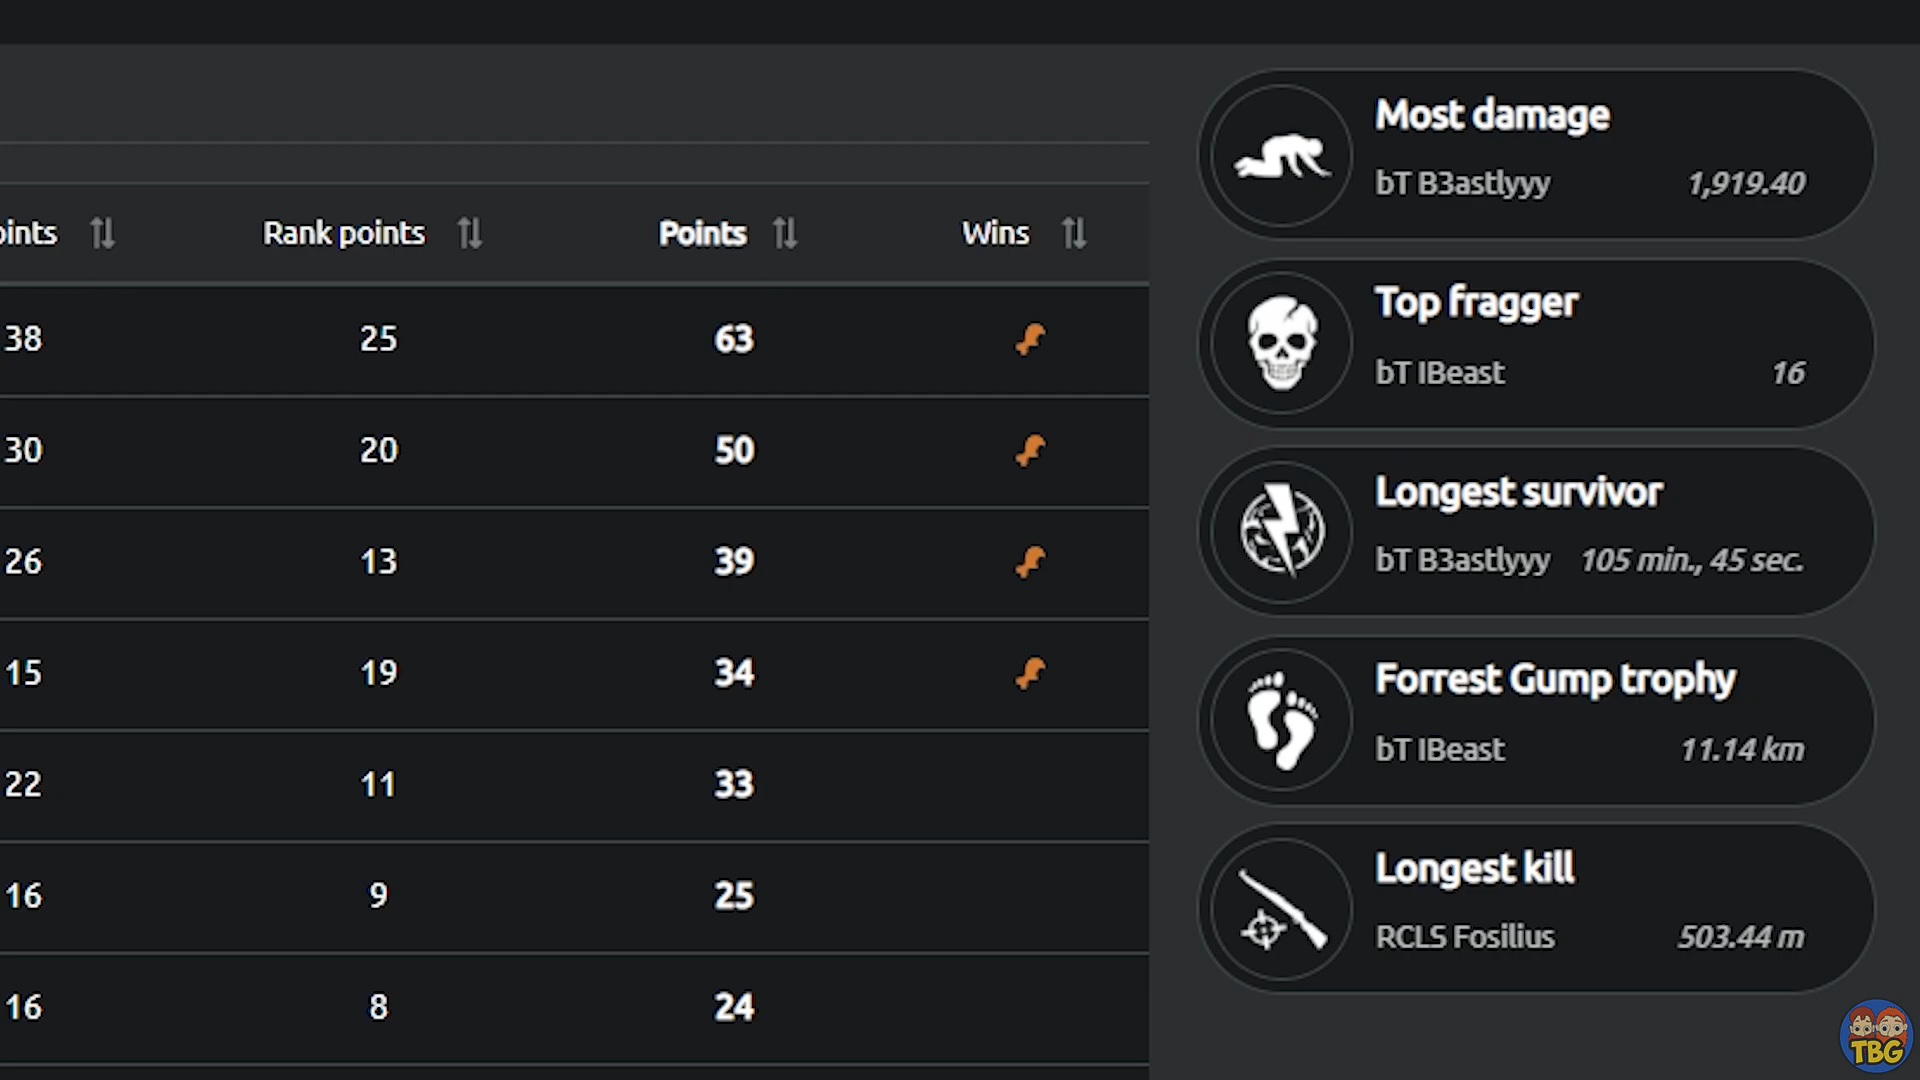 oints Rank points Points Wins
38 25 63
30 20 50
26 13 39
15 19 34
22 11 33
16 9 25
16 8 24
Most damage
bT B3astlyyy 1,919.40
Top fragger
bT IBeast 16
Longest survivor
bT B3astlyyy 105 min., 45 sec.
Forrest Gump trophy
bT IBeast 11.14 km
Longest kill
RCLS Fosilius 503.44 m
TBG